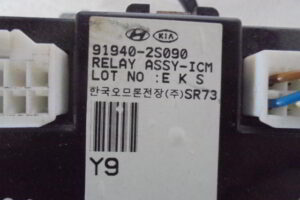 KIA
91940-2S090
RELAY ASSY-ICM
LOT NO :E K S
한국오므론전장(주)SR73
Y9